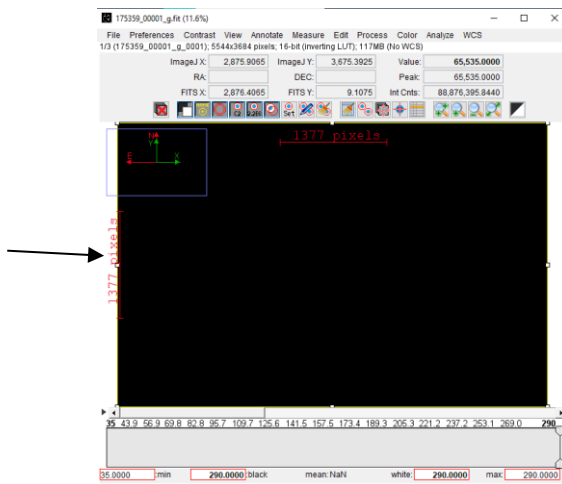 175359_00001_g.fit (11.6%)
File Preferences Contrast View Annotate Measure Edit Process Color Analyze WCS
1/3 (175359_00001_g_0001); 5544x3684 pixels; 16-bit (inverting LUT); 117MB (No WCS)
ImageJ X: 2,875.9065 ImageJ Y: 3,675.3925 Value: 65,535.0000
RA: DEC: Peak: 65,535.0000
FITS X: 2,876.4065 FITS Y: 9.1075 Int Cnts: 88,876,395.8440
Set
1377 pixels
N
Y
E X
1377 pixels
35 43.9 56.9 69.8 82.8 95.7 109.7 125.6 141.5 157.5 173.4 189.3 205.3 221.2 237.2 253.1 269.0 290
35.0000 :min 290.0000 :black mean: NaN white: 290.0000 max: 290.0000